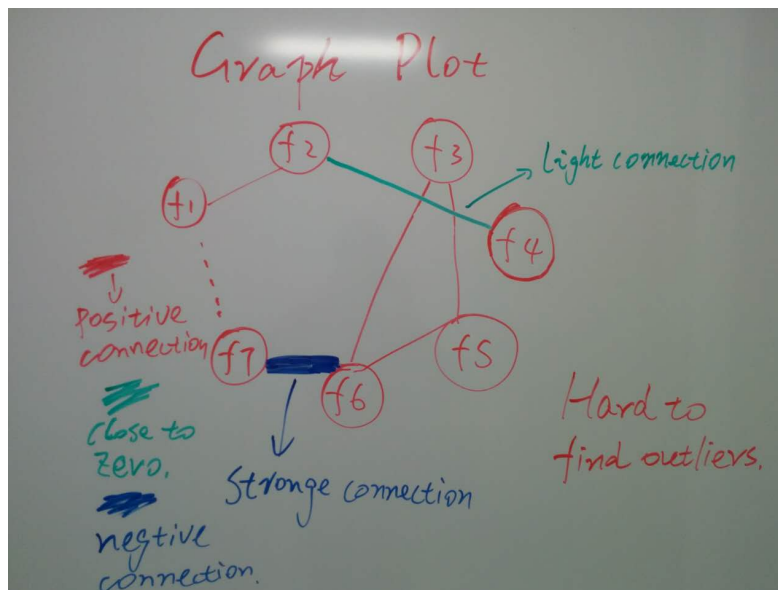 Graph Plot
f2
f3
light connection
f1
f4
positive
connection
f7
f5
f6
Hard to
find outliers.
close to
zero.
Stronge connection
negtive
connection.